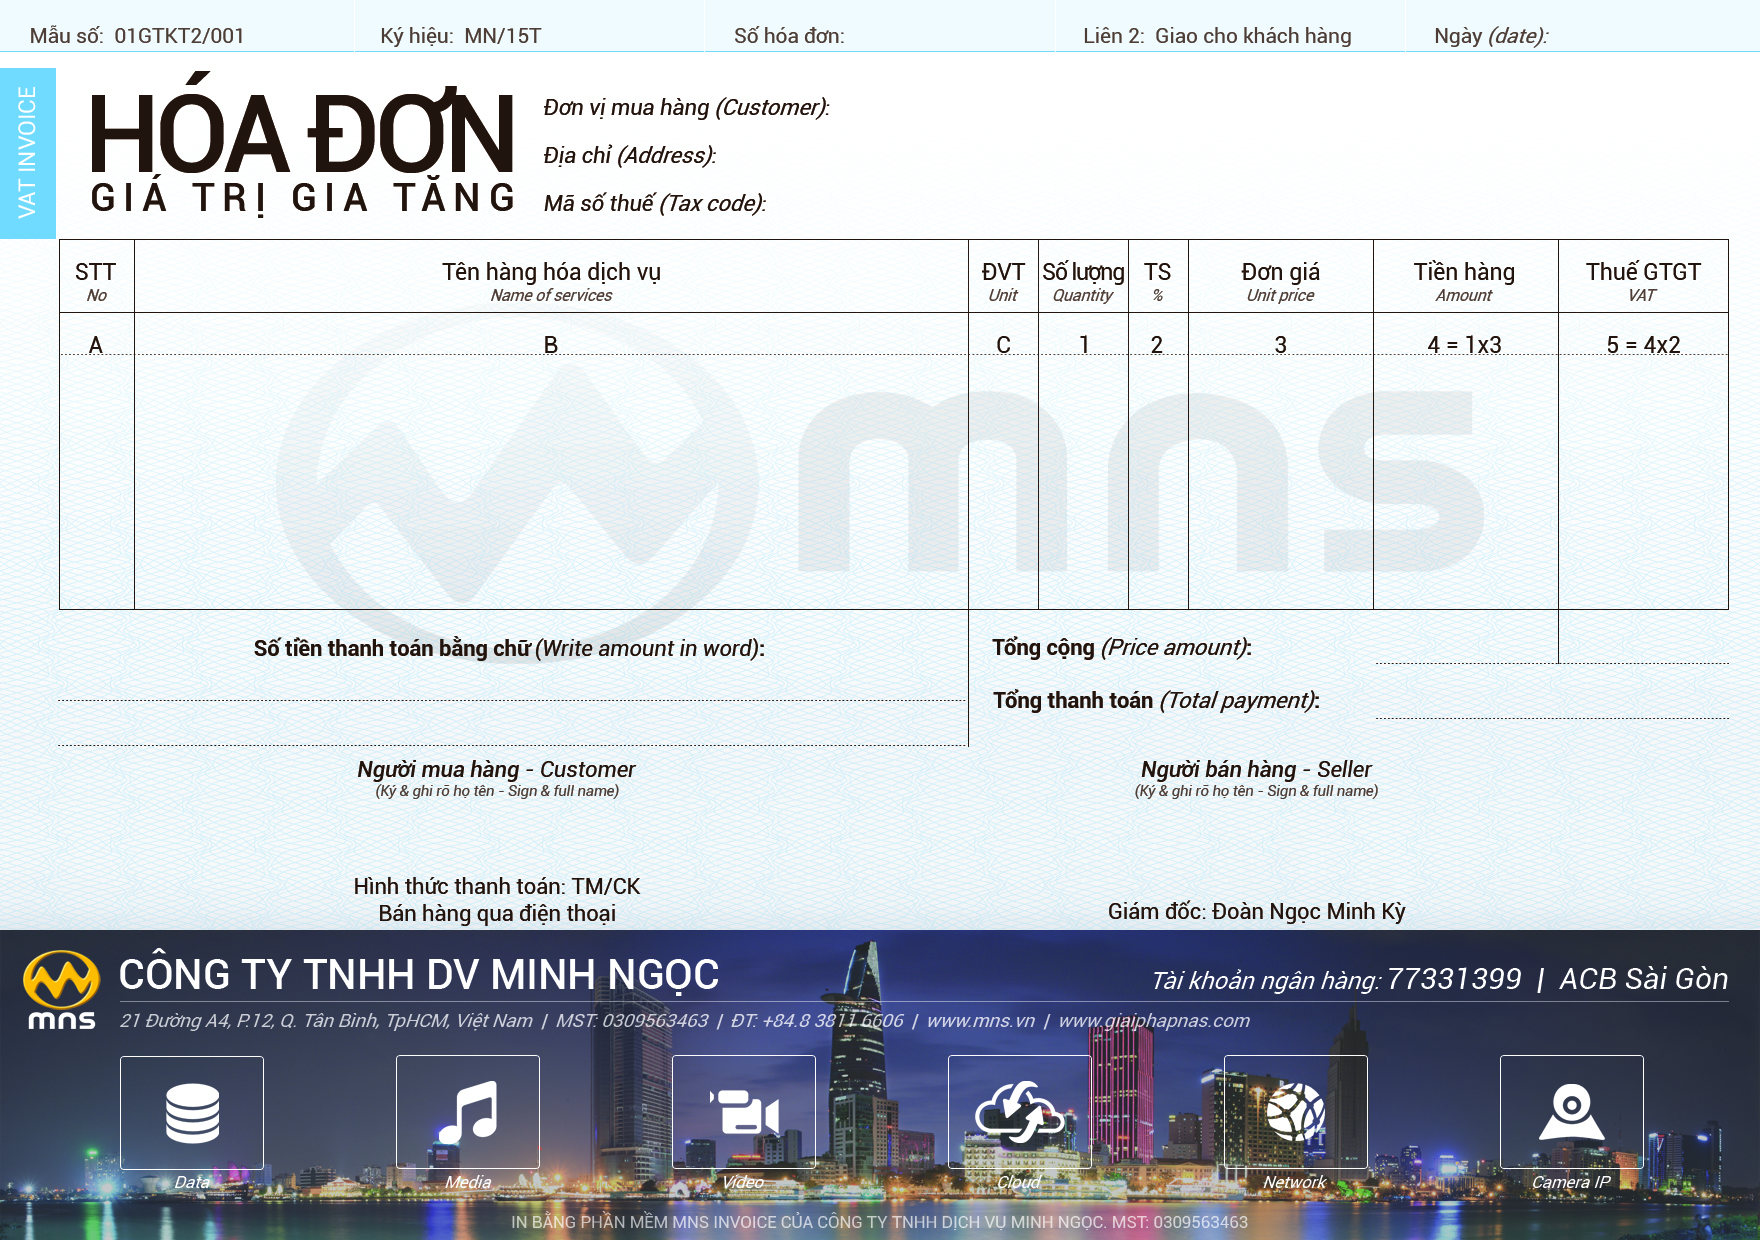 Mẫu số: 01GTKT2/001
Ký hiệu: MN/15T
Số hóa đơn:
Liên 2: Giao cho khách hàng
Ngày (date):
VAT INVOICE
HÓA ĐƠN
GIÁ TRỊ GIA TĂNG
Đơn vị mua hàng (Customer):
Địa chỉ (Address):
Mã số thuế (Tax code):
STT Tên hàng hóa dịch vụ ĐVT Số lượng TS Đơn giá Tiền hàng Thuế GTGT
No Name of services Unit Quantity % Unit price Amount VAT
A B C 1 2 3 4 = 1x3 5 = 4x2
mns
Số tiền thanh toán bằng chữ (Write amount in word):
Tổng cộng (Price amount):
Tổng thanh toán (Total payment):
Người mua hàng - Customer
(Ký & ghi rõ họ tên - Sign & full name)
Người bán hàng - Seller
(Ký & ghi rõ họ tên - Sign & full name)
Hình thức thanh toán: TM/CK
Bán hàng qua điện thoại
Giám đốc: Đoàn Ngọc Minh Kỳ
mns
CÔNG TY TNHH DV MINH NGỌC
Tài khoản ngân hàng: 77331399 | ACB Sài Gòn
21 Đường A4, P.12, Q. Tân Bình, TpHCM, Việt Nam | MST: 0309563463 | ĐT: +84.8 3811 6606 | www.mns.vn | www.giaiphapnas.com
Data Media Video Cloud Network Camera IP
IN BẰNG PHẦN MỀM MNS INVOICE CỦA CÔNG TY TNHH DỊCH VỤ MINH NGỌC. MST: 0309563463